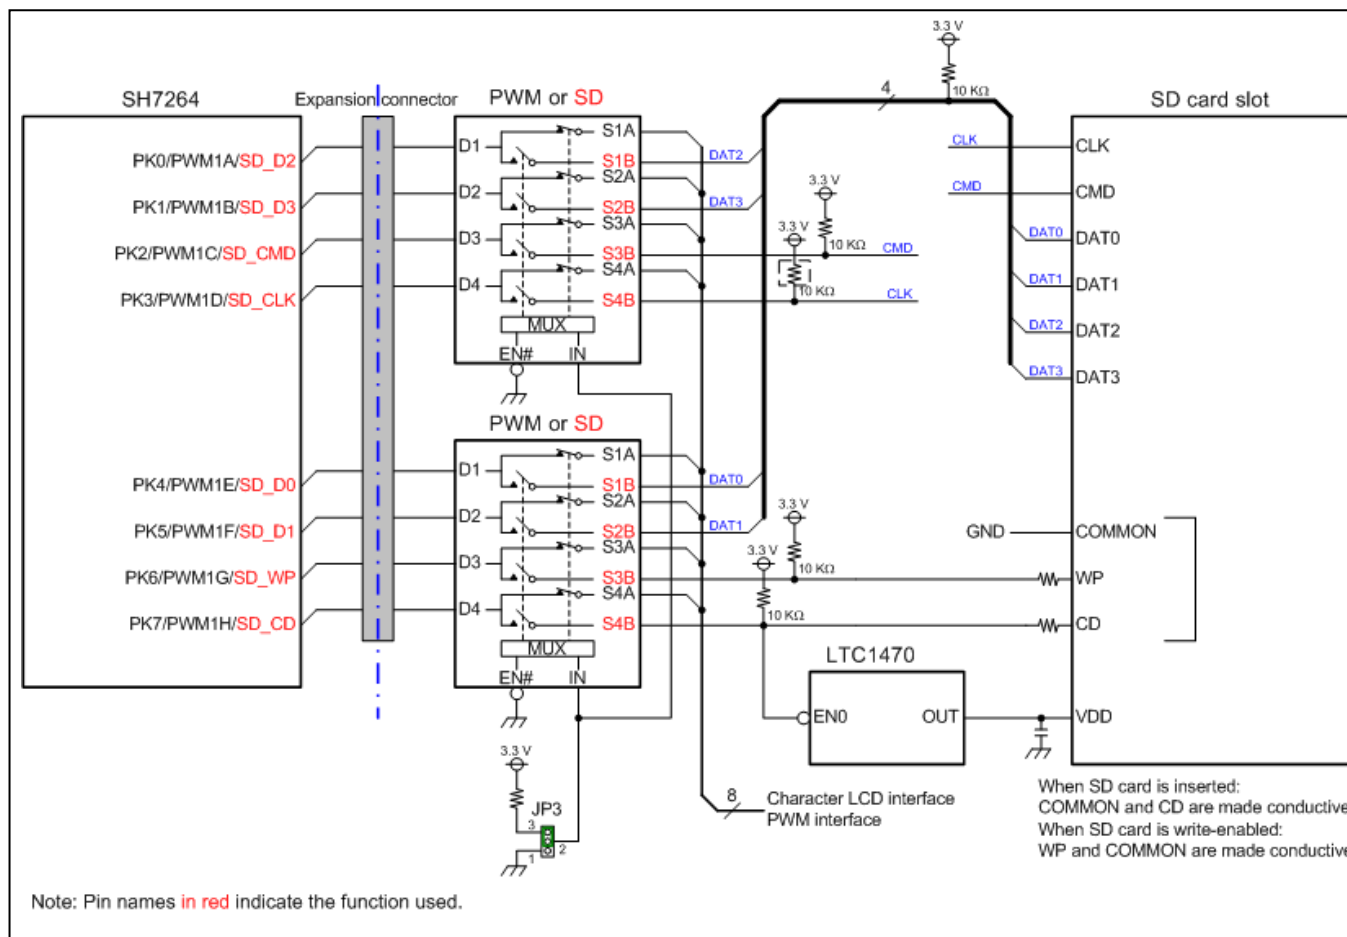 3.3 V
10 KΩ
4
SH7264
Expansion connector
PWM or SD
SD card slot
PK0/PWM1A/SD_D2
PK1/PWM1B/SD_D3
PK2/PWM1C/SD_CMD
PK3/PWM1D/SD_CLK
D1
D2
D3
D4
S1A
S1B
S2A
S2B
S3A
S3B
S4A
S4B
MUX
EN#
IN
DAT2
DAT3
3.3 V
10 KΩ
CMD
3.3 V
10 KΩ
CLK
CLK
CMD
DAT0
DAT1
DAT2
DAT3
CLK
CMD
DAT0
DAT1
DAT2
DAT3
PWM or SD
PK4/PWM1E/SD_D0
PK5/PWM1F/SD_D1
PK6/PWM1G/SD_WP
PK7/PWM1H/SD_CD
D1
D2
D3
D4
S1A
S1B
S2A
S2B
S3A
S3B
S4A
S4B
MUX
EN#
IN
DAT0
DAT1
3.3 V
10 KΩ
3.3 V
10 KΩ
GND
COMMON
WP
CD
LTC1470
EN0
OUT
VDD
3.3 V
JP3
3
2
1
8
Character LCD interface
PWM interface
When SD card is inserted:
COMMON and CD are made conductive
When SD card is write-enabled:
WP and COMMON are made conductive
Note: Pin names in red indicate the function used.